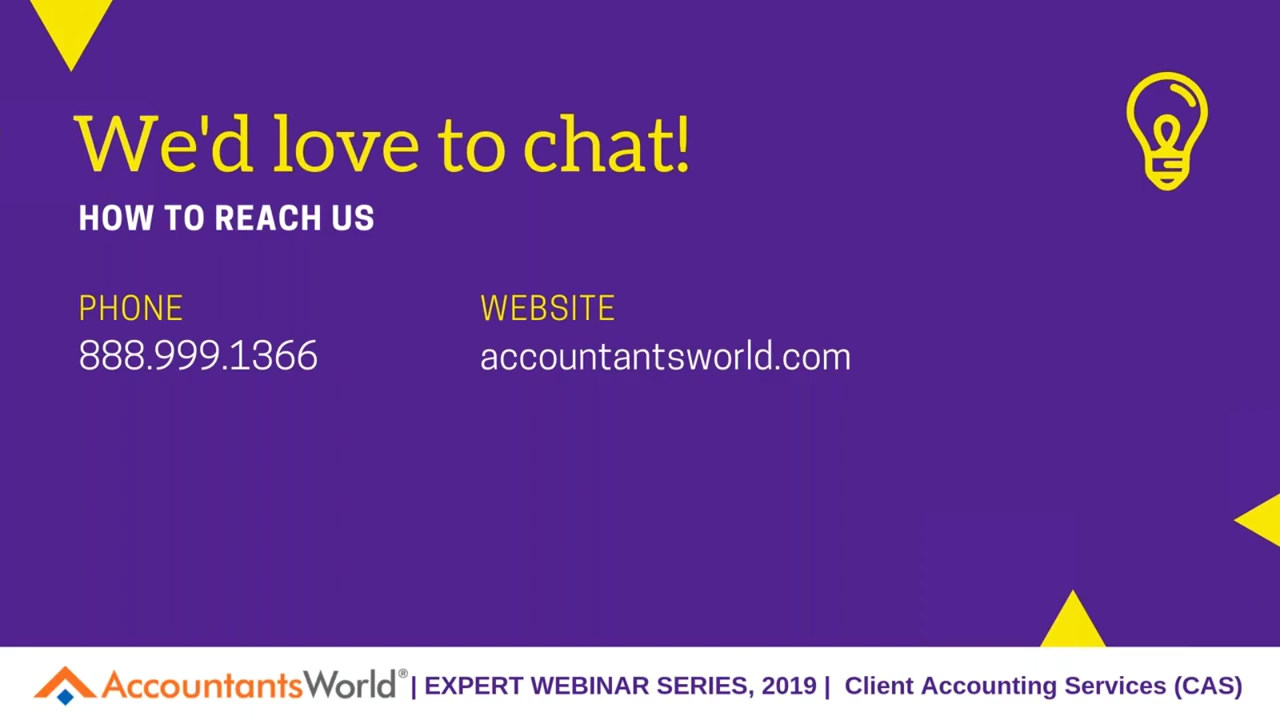 We'd love to chat!
HOW TO REACH US
PHONE
888.999.1366
WEBSITE
accountantsworld.com
AccountantsWorld® | EXPERT WEBINAR SERIES, 2019 | Client Accounting Services (CAS)